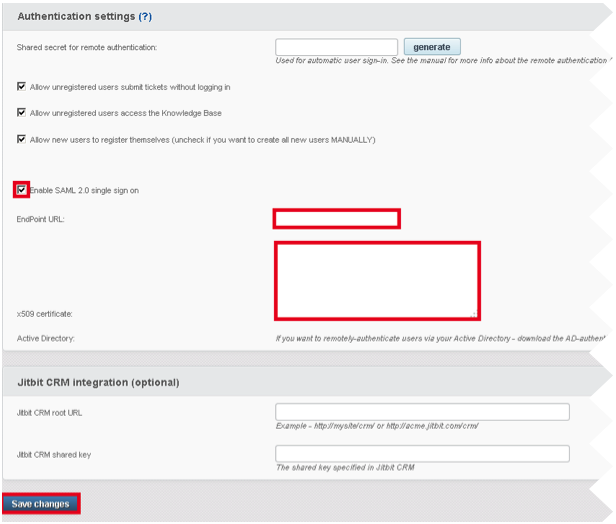 Authentication settings (?)
Shared secret for remote authentication:
generate
Used for automatic user sign-in. See the manual for more info about the remote authentication
Allow unregistered users submit tickets without logging in
Allow unregistered users access the Knowledge Base
Allow new users to register themselves (uncheck if you want to create all new users MANUALLY)
Enable SAML 2.0 single sign on
EndPoint URL:
x509 certificate:
Active Directory:
If you want to remotely-authenticate users via your Active Directory - download the AD-authen
Jitbit CRM integration (optional)
Jitbit CRM root URL
Example - http://mysite/crm/ or http://acme.jitbit.com/crm/
Jitbit CRM shared key
The shared key specified in Jitbit CRM
Save changes